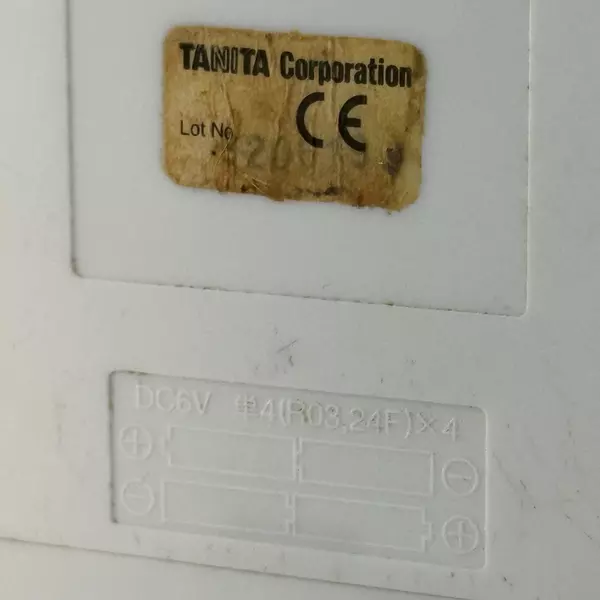 TANITA Corporation
CE
Lot No
DC6V 単4(R03,24F)×4
⊕ ⊖
⊖ ⊕